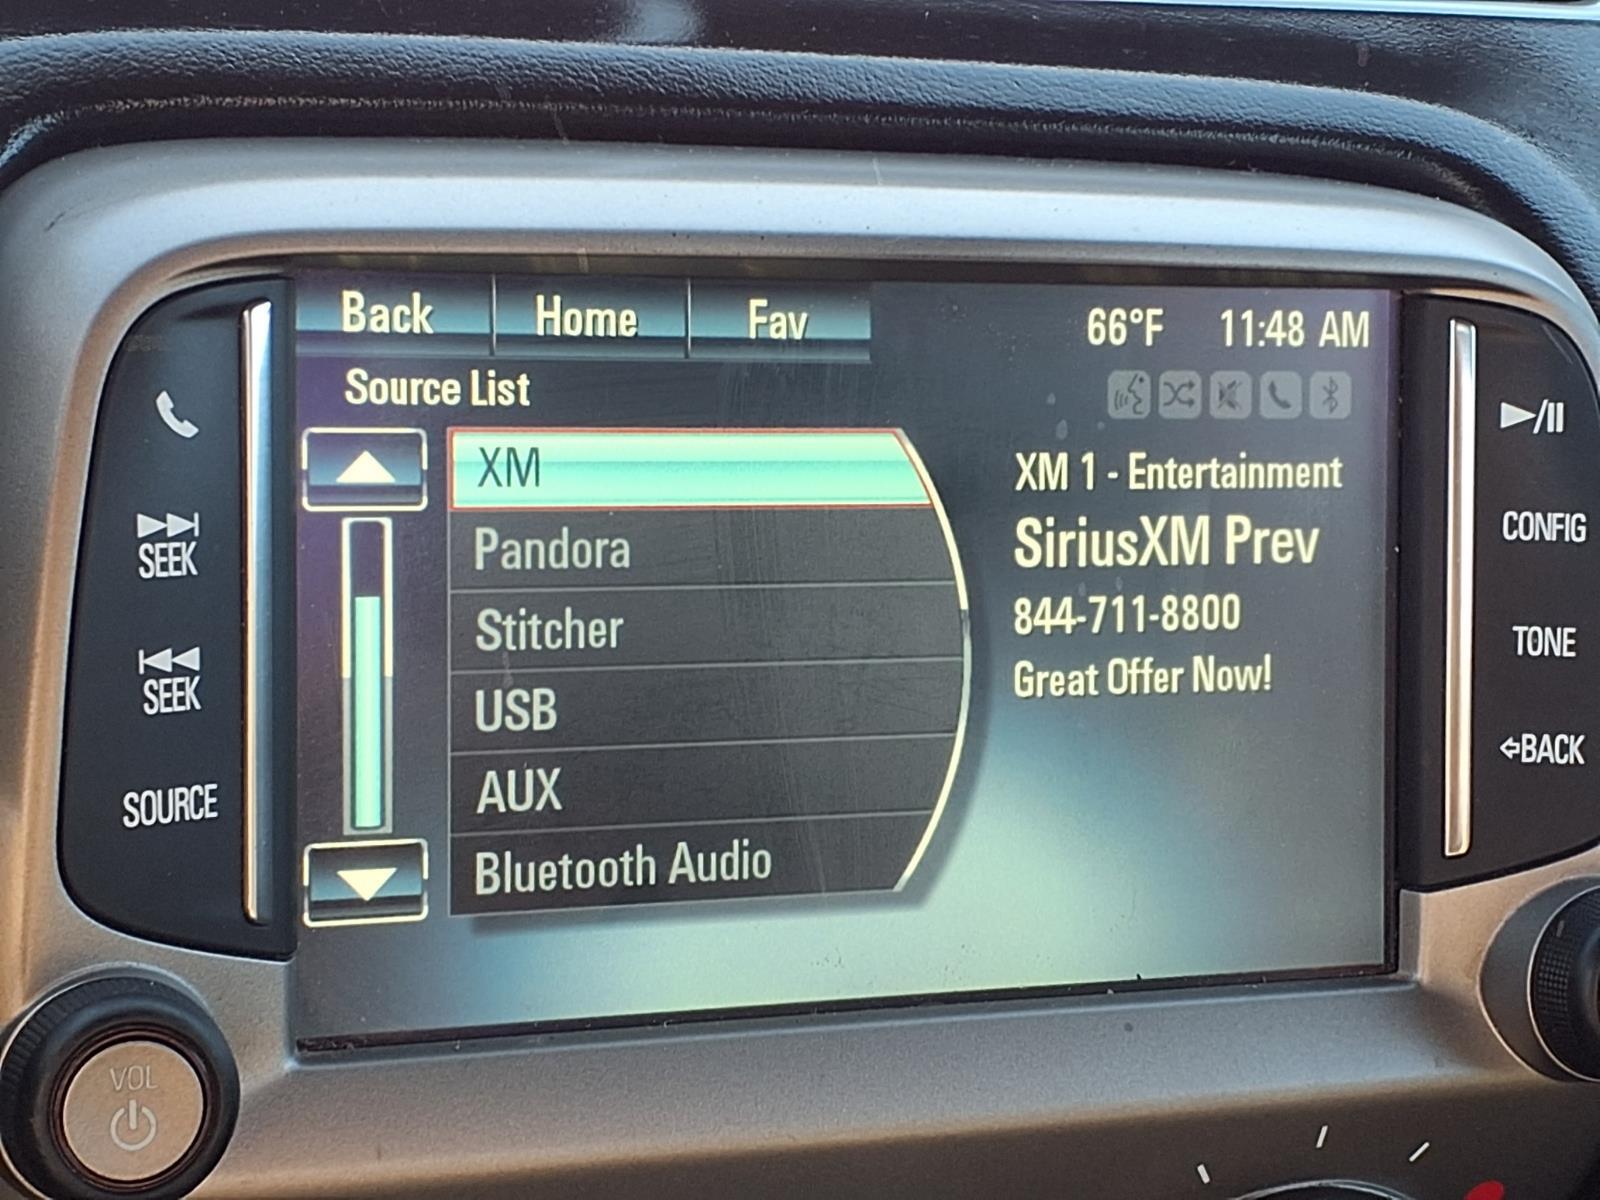 Back Home Fav 66°F 11:48 AM
Source List
XM
Pandora
Stitcher
USB
AUX
Bluetooth Audio
XM 1 - Entertainment
SiriusXM Prev
844-711-8800
Great Offer Now!
SEEK
SEEK
SOURCE
VOL
CONFIG
TONE
BACK